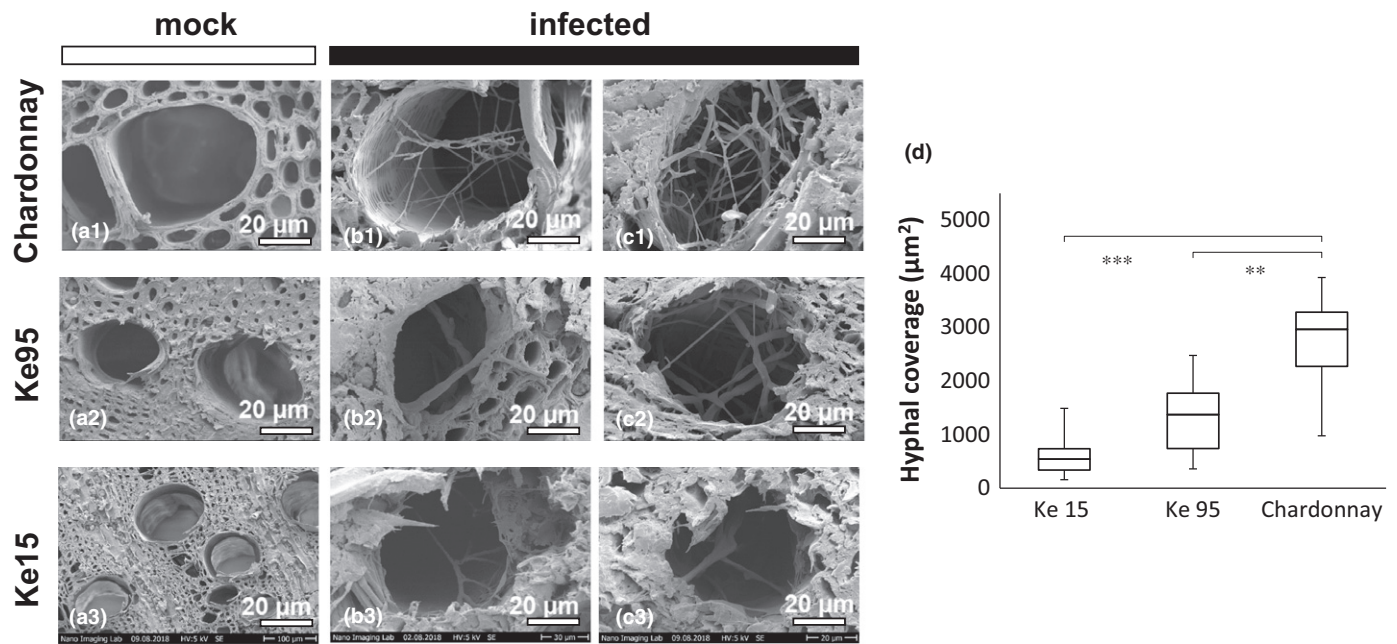 mock
infected
Chardonnay
(a1)
20 µm
(b1)
20 µm
(c1)
20 µm
Ke95
(a2)
20 µm
(b2)
20 µm
(c2)
20 µm
Ke15
(a3)
20 µm
Nano Imaging Lab 09.08.2018 HV:5 kV SE 100 µm
(b3)
20 µm
Nano Imaging Lab 02.08.2018 HV:5 kV SE 30 µm
(c3)
20 µm
Nano Imaging Lab 09.08.2018 HV:5 kV SE 20 µm
(d)
Hyphal coverage (µm²)
5000
4000
3000
2000
1000
0
***
**
Ke 15
Ke 95
Chardonnay